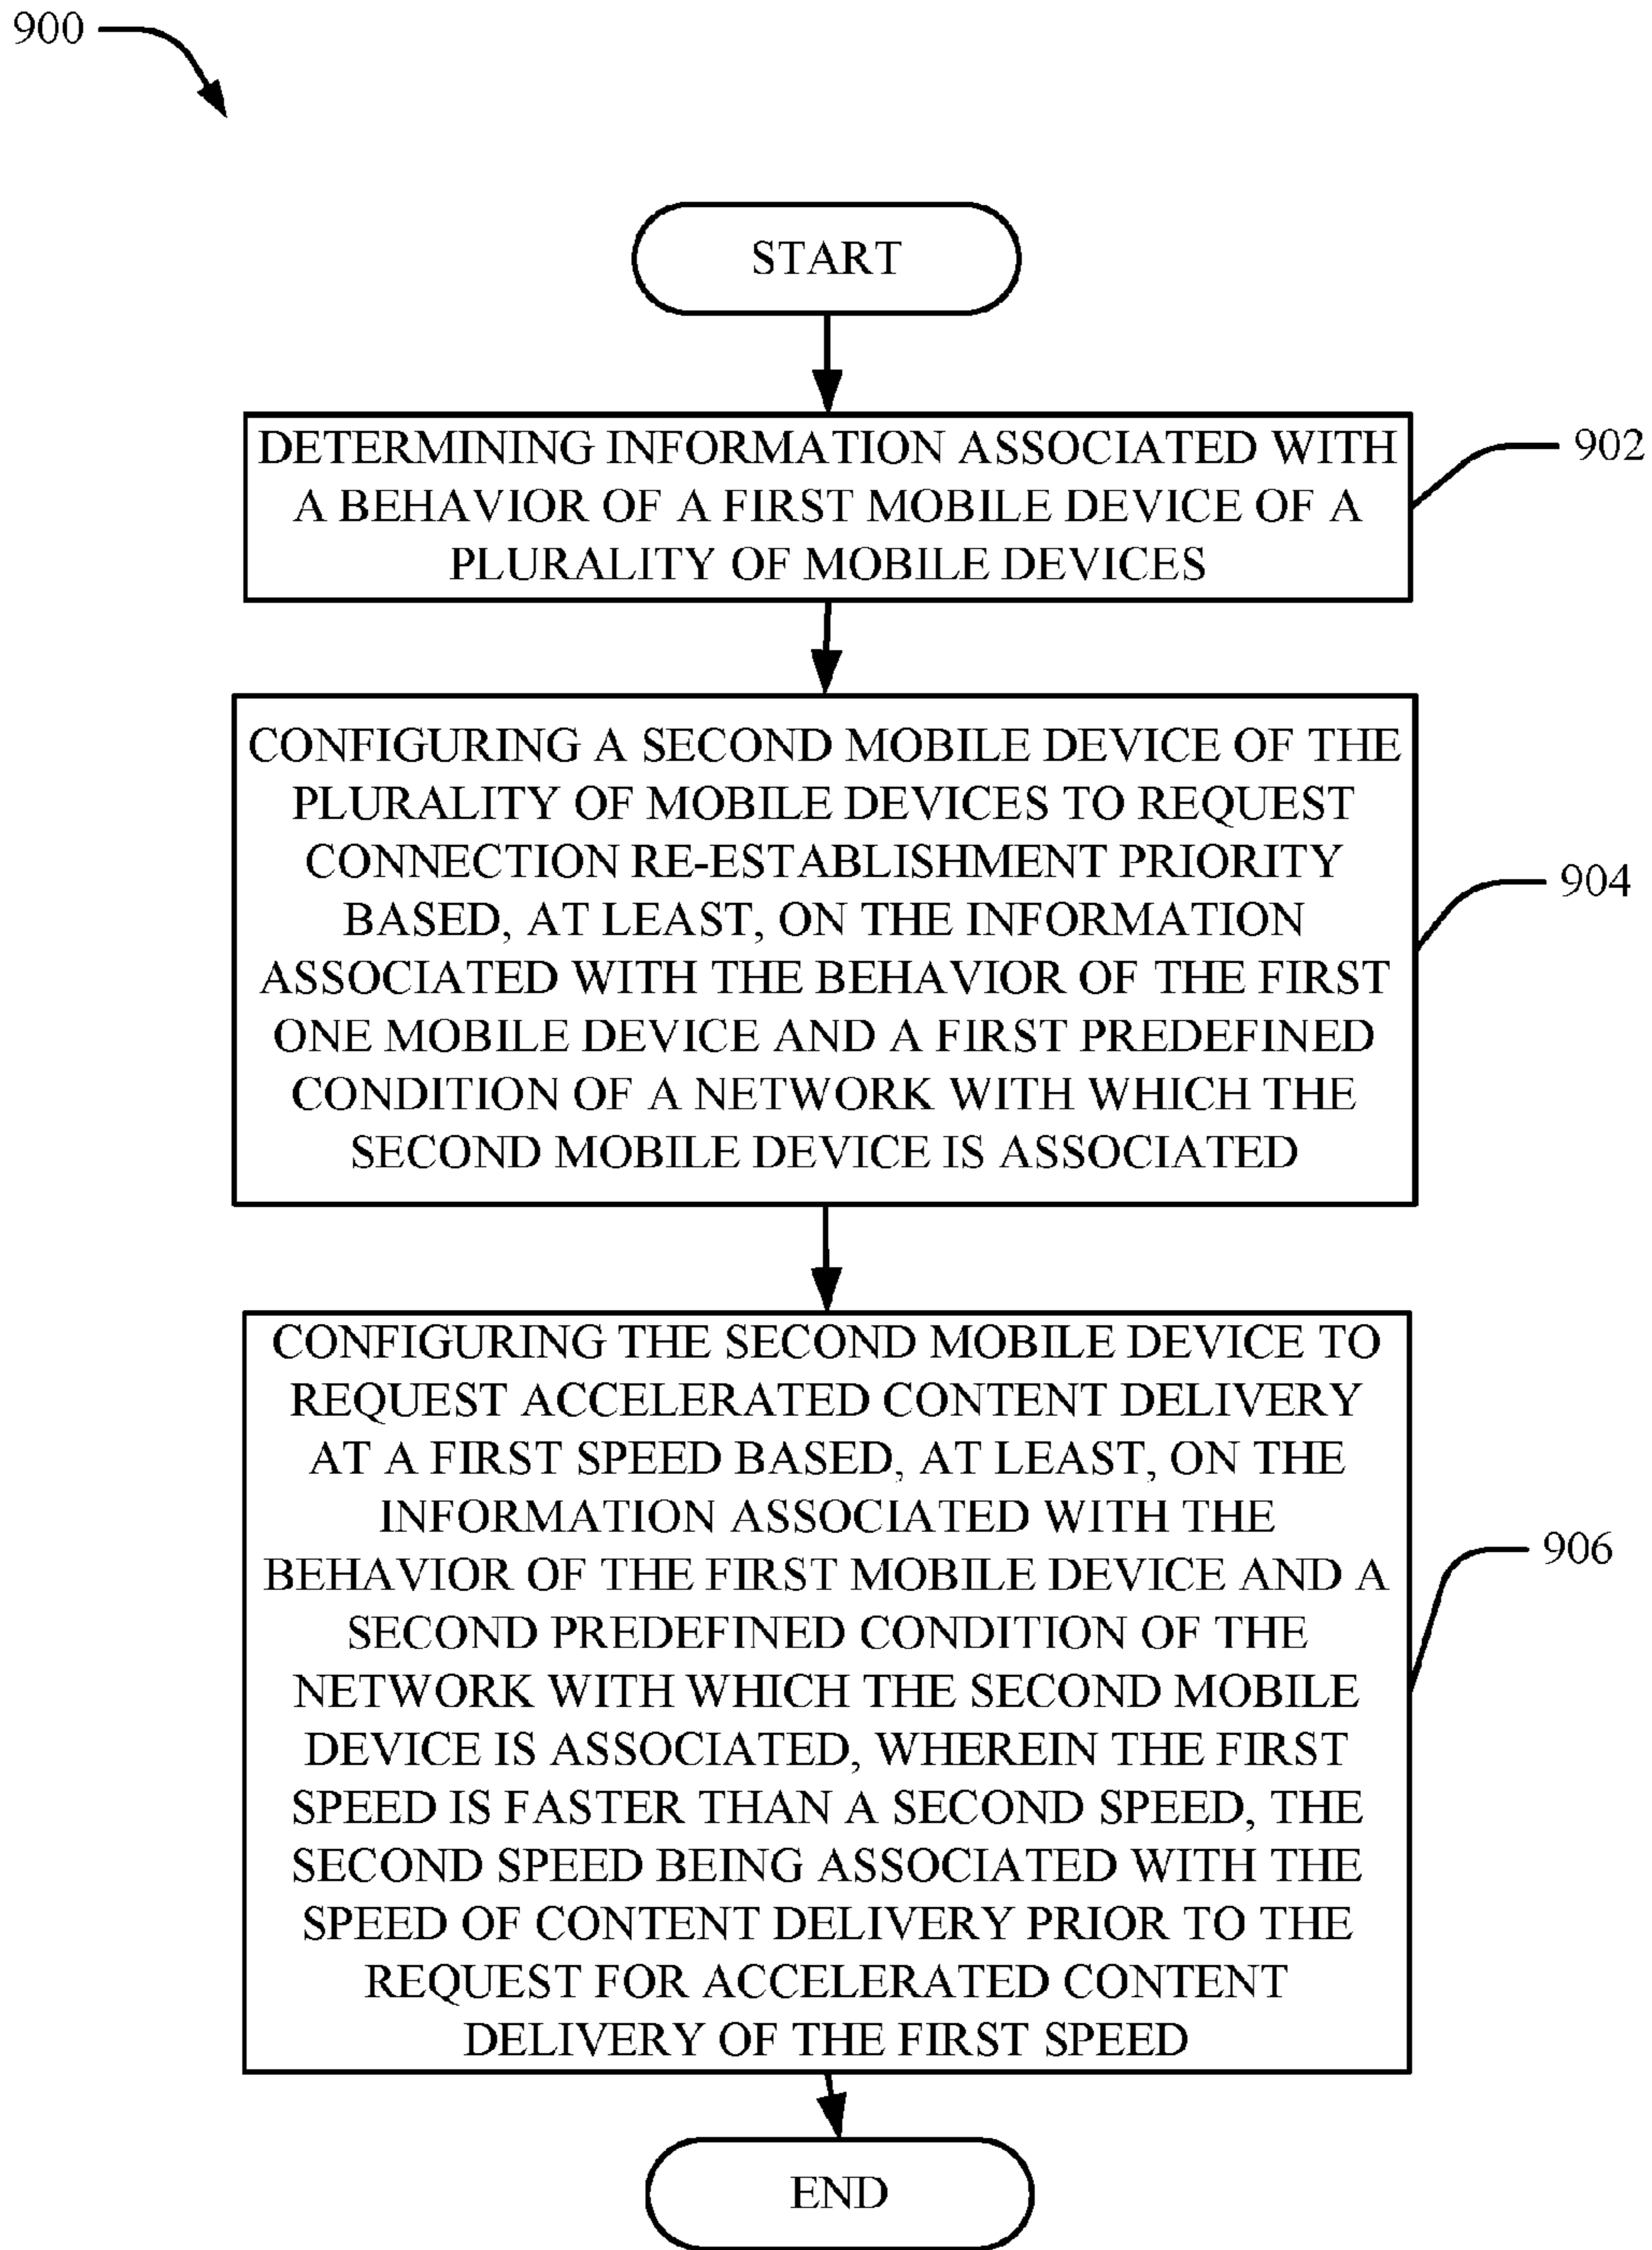 900
START
DETERMINING INFORMATION ASSOCIATED WITH
A BEHAVIOR OF A FIRST MOBILE DEVICE OF A
PLURALITY OF MOBILE DEVICES
902
CONFIGURING A SECOND MOBILE DEVICE OF THE
PLURALITY OF MOBILE DEVICES TO REQUEST
CONNECTION RE-ESTABLISHMENT PRIORITY
BASED, AT LEAST, ON THE INFORMATION
ASSOCIATED WITH THE BEHAVIOR OF THE FIRST
ONE MOBILE DEVICE AND A FIRST PREDEFINED
CONDITION OF A NETWORK WITH WHICH THE
SECOND MOBILE DEVICE IS ASSOCIATED
904
CONFIGURING THE SECOND MOBILE DEVICE TO
REQUEST ACCELERATED CONTENT DELIVERY
AT A FIRST SPEED BASED, AT LEAST, ON THE
INFORMATION ASSOCIATED WITH THE
BEHAVIOR OF THE FIRST MOBILE DEVICE AND A
SECOND PREDEFINED CONDITION OF THE
NETWORK WITH WHICH THE SECOND MOBILE
DEVICE IS ASSOCIATED, WHEREIN THE FIRST
SPEED IS FASTER THAN A SECOND SPEED, THE
SECOND SPEED BEING ASSOCIATED WITH THE
SPEED OF CONTENT DELIVERY PRIOR TO THE
REQUEST FOR ACCELERATED CONTENT
DELIVERY OF THE FIRST SPEED
906
END